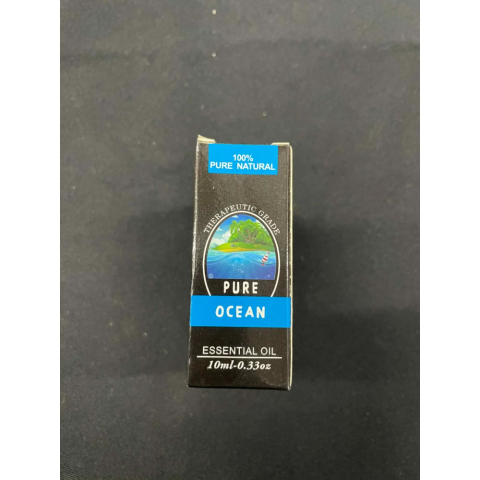 100%
PURE NATURAL
THERAPEUTIC GRADE
PURE
OCEAN
ESSENTIAL OIL
10ml-0.33oz